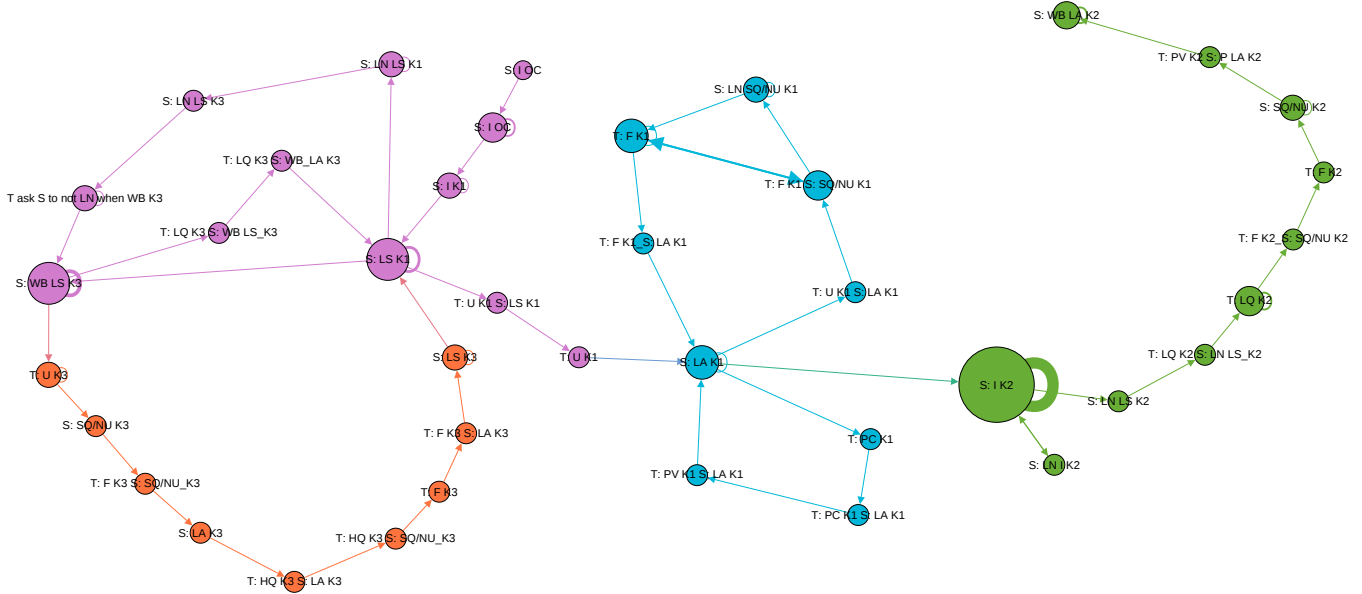 S: WB LA K2
T: PV K2 S: P LA K2
S: LN LS K1
S: I OC
S: LN SQ/NU K1
S: LN LS K3
S: SQ/NU K2
S: I OC
T: F K1
T: LQ K3 S: WB_LA K3
T: F K2
S: I K1
T: F K1 S: SQ/NU K1
T ask S to not LN when WB K3
T: LQ K3 S: WB LS_K3
T: F K1_S: LA K1
T: F K2_S: SQ/NU K2
S: LS K1
S: WB LS K3
T: U K1 S: LA K1
T: U K1 S: LS K1
T: LQ K2
S: LS K3
T: U K1
S: LA K1
T: LQ K2 S: LN LS_K2
T: U K3
S: I K2
S: LN LS K2
S: SQ/NU K3
T: F K3 S: LA K3
T: PC K1
S: LN I K2
T: PV K1 S: LA K1
T: F K3 S: SQ/NU_K3
T: F K3
T: PC K1 S: LA K1
S: LA K3
T: HQ K3 S: SQ/NU_K3
T: HQ K3 S: LA K3